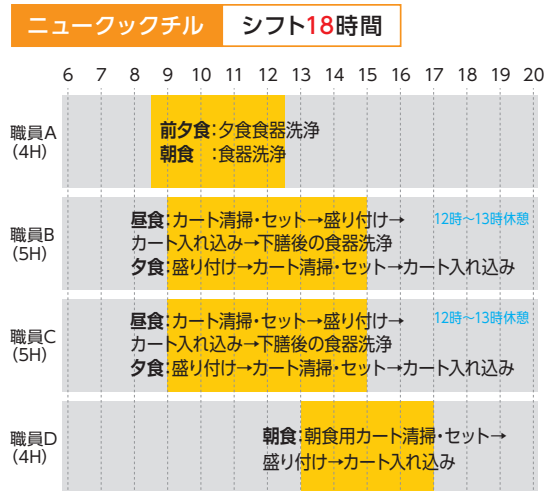 ニュークックチル シフト18時間
6 7 8 9 10 11 12 13 14 15 16 17 18 19 20
職員A
(4H)
前夕食:夕食食器洗浄
朝食 :食器洗浄
職員B
(5H)
昼食:カート清掃・セット→盛り付け→
カート入れ込み→下膳後の食器洗浄
夕食:盛り付け→カート清掃・セット→カート入れ込み
12時〜13時休憩
職員C
(5H)
昼食:カート清掃・セット→盛り付け→
カート入れ込み→下膳後の食器洗浄
夕食:盛り付け→カート清掃・セット→カート入れ込み
12時〜13時休憩
職員D
(4H)
朝食:朝食用カート清掃・セット→
盛り付け→カート入れ込み